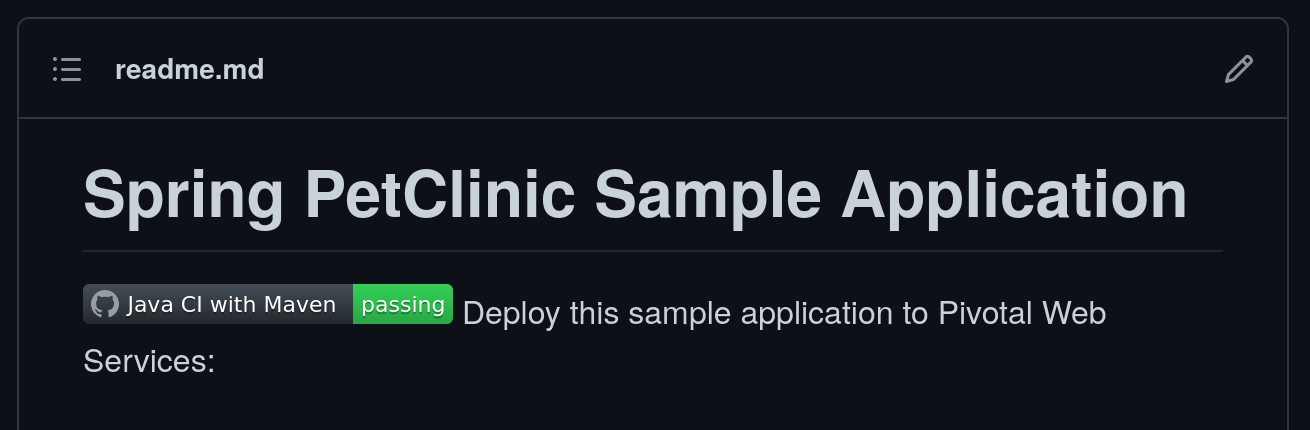 readme.md
Spring PetClinic Sample Application
Java CI with Maven passing Deploy this sample application to Pivotal Web
Services: